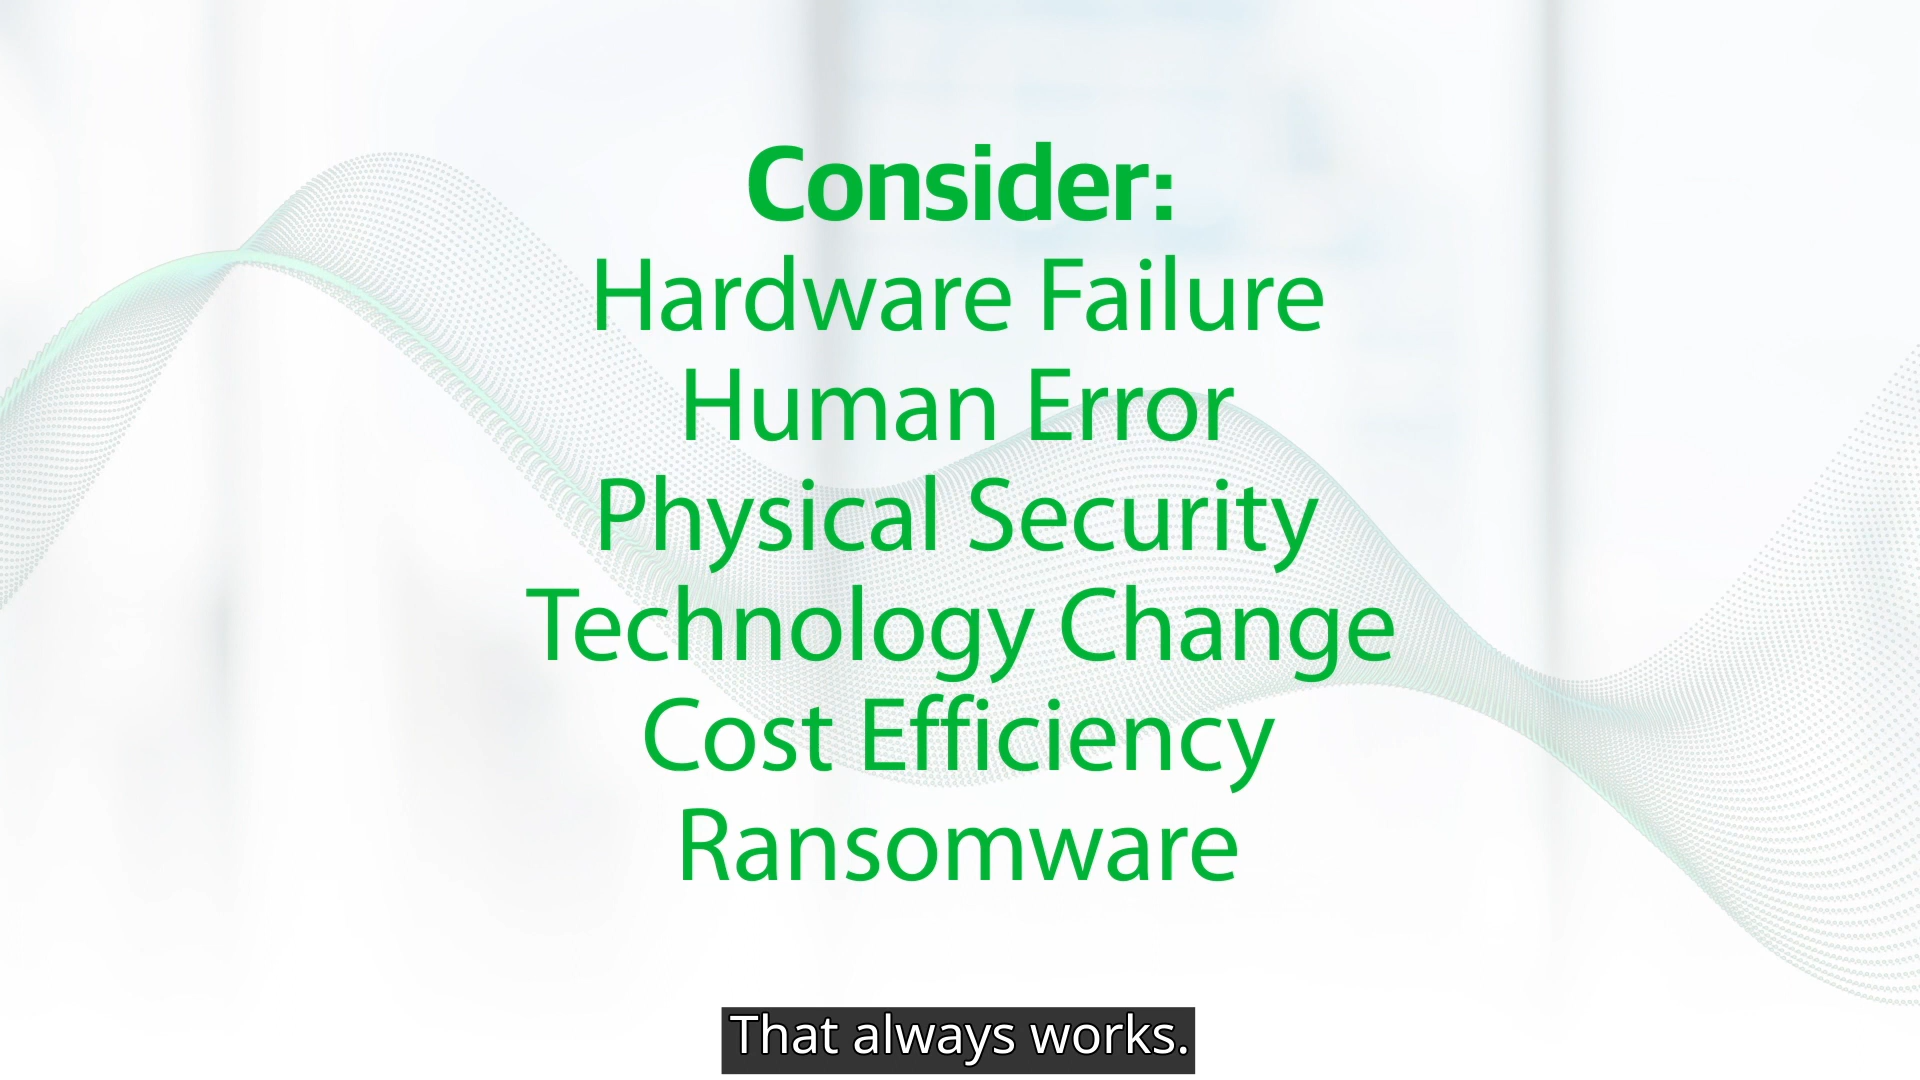 Consider:
Hardware Failure
Human Error
Physical Security
Technology Change
Cost Efficiency
Ransomware
That always works.